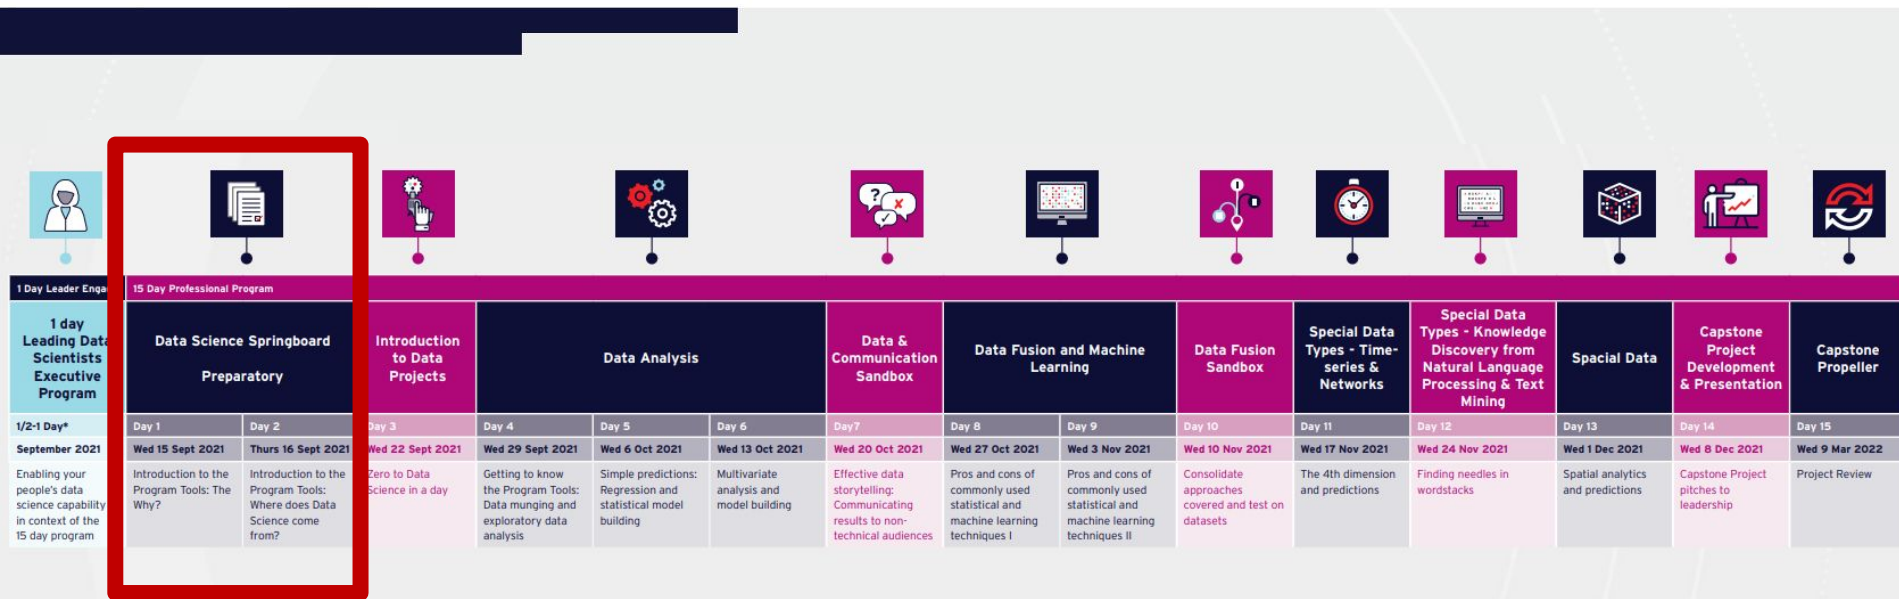 1 Day Leader Enga
15 Day Professional Program
1 day
Leading Data
Scientists
Executive
Program
Data Science Springboard
Preparatory
Introduction
to Data
Projects
Data Analysis
Data &
Communication
Sandbox
Data Fusion and Machine
Learning
Data Fusion
Sandbox
Special Data
Types - Time-
series &
Networks
Special Data
Types - Knowledge
Discovery from
Natural Language
Processing & Text
Mining
Spacial Data
Capstone
Project
Development
& Presentation
Capstone
Propeller
1/2-1 Day*
Day 1
Day 2
Day 3
Day 4
Day 5
Day 6
Day7
Day 8
Day 9
Day 10
Day 11
Day 12
Day 13
Day 14
Day 15
September 2021
Wed 15 Sept 2021
Thurs 16 Sept 2021
Wed 22 Sept 2021
Wed 29 Sept 2021
Wed 6 Oct 2021
Wed 13 Oct 2021
Wed 20 Oct 2021
Wed 27 Oct 2021
Wed 3 Nov 2021
Wed 10 Nov 2021
Wed 17 Nov 2021
Wed 24 Nov 2021
Wed 1 Dec 2021
Wed 8 Dec 2021
Wed 9 Mar 2022
Enabling your
people's data
science capability
in context of the
15 day program
Introduction to the
Program Tools: The
Why?
Introduction to the
Program Tools:
Where does Data
Science come
from?
Zero to Data
Science in a day
Getting to know
the Program Tools:
Data munging and
exploratory data
analysis
Simple predictions:
Regression and
statistical model
building
Multivariate
analysis and
model building
Effective data
storytelling:
Communicating
results to non-
technical audiences
Pros and cons of
commonly used
statistical and
machine learning
techniques I
Pros and cons of
commonly used
statistical and
machine learning
techniques II
Consolidate
approaches
covered and test on
datasets
The 4th dimension
and predictions
Finding needles in
wordstacks
Spatial analytics
and predictions
Capstone Project
pitches to
leadership
Project Review